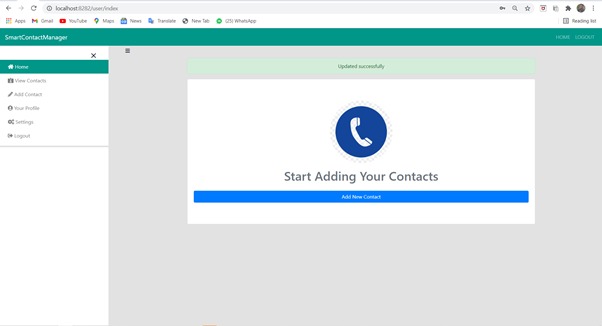 localhost:8282/user/index
Apps Gmail YouTube Maps News Translate New Tab (25) WhatsApp Reading list
SmartContactManager HOME LOGOUT
Home
View Contacts
Add Contact
Your Profile
Settings
Logout
Updated successfully
Start Adding Your Contacts
Add New Contact